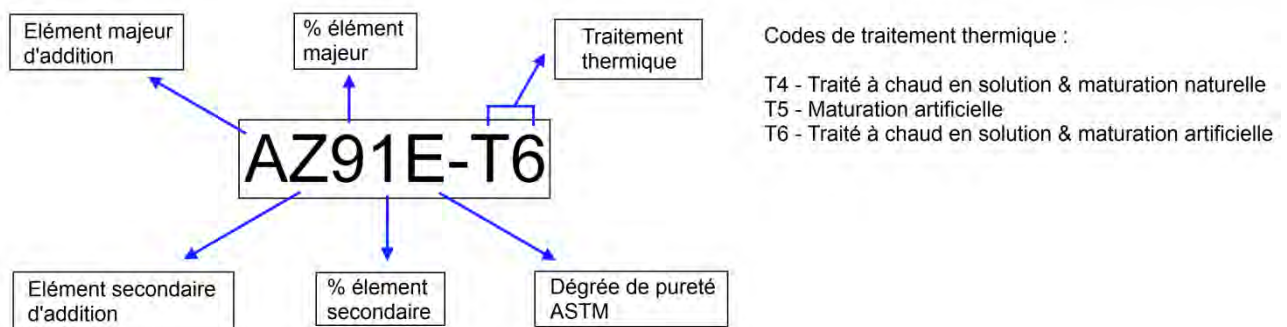 Elément majeur
d'addition
% élément
majeur
Traitement
thermique
AZ91E-T6
Elément secondaire
d'addition
% élement
secondaire
Dégrée de pureté
ASTM
Codes de traitement thermique :
T4 - Traité à chaud en solution & maturation naturelle
T5 - Maturation artificielle
T6 - Traité à chaud en solution & maturation artificielle